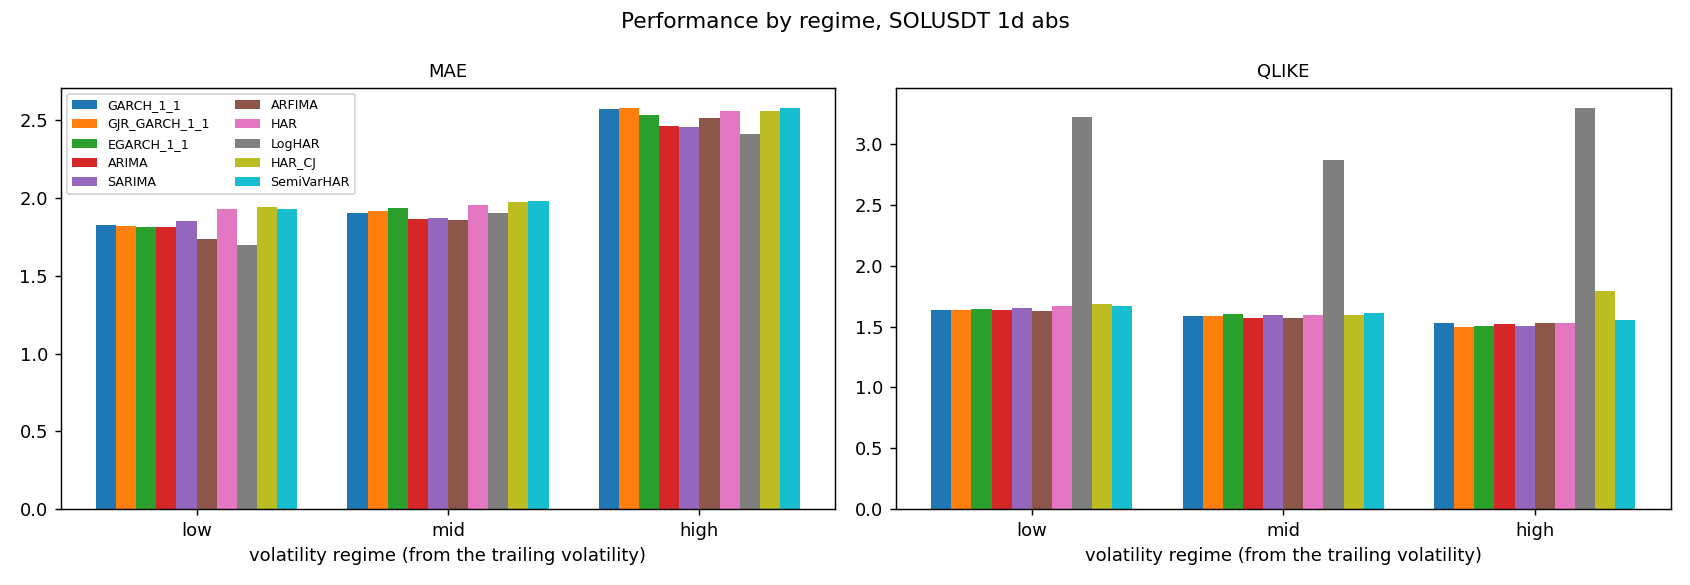 Performance by regime, SOLUSDT 1d abs
MAE
GARCH_1_1
GJR_GARCH_1_1
EGARCH_1_1
ARIMA
SARIMA
ARFIMA
HAR
LogHAR
HAR_CJ
SemiVarHAR
2.5
2.0
1.5
1.0
0.5
0.0
low mid high
volatility regime (from the trailing volatility)
QLIKE
3.0
2.5
2.0
1.5
1.0
0.5
0.0
low mid high
volatility regime (from the trailing volatility)